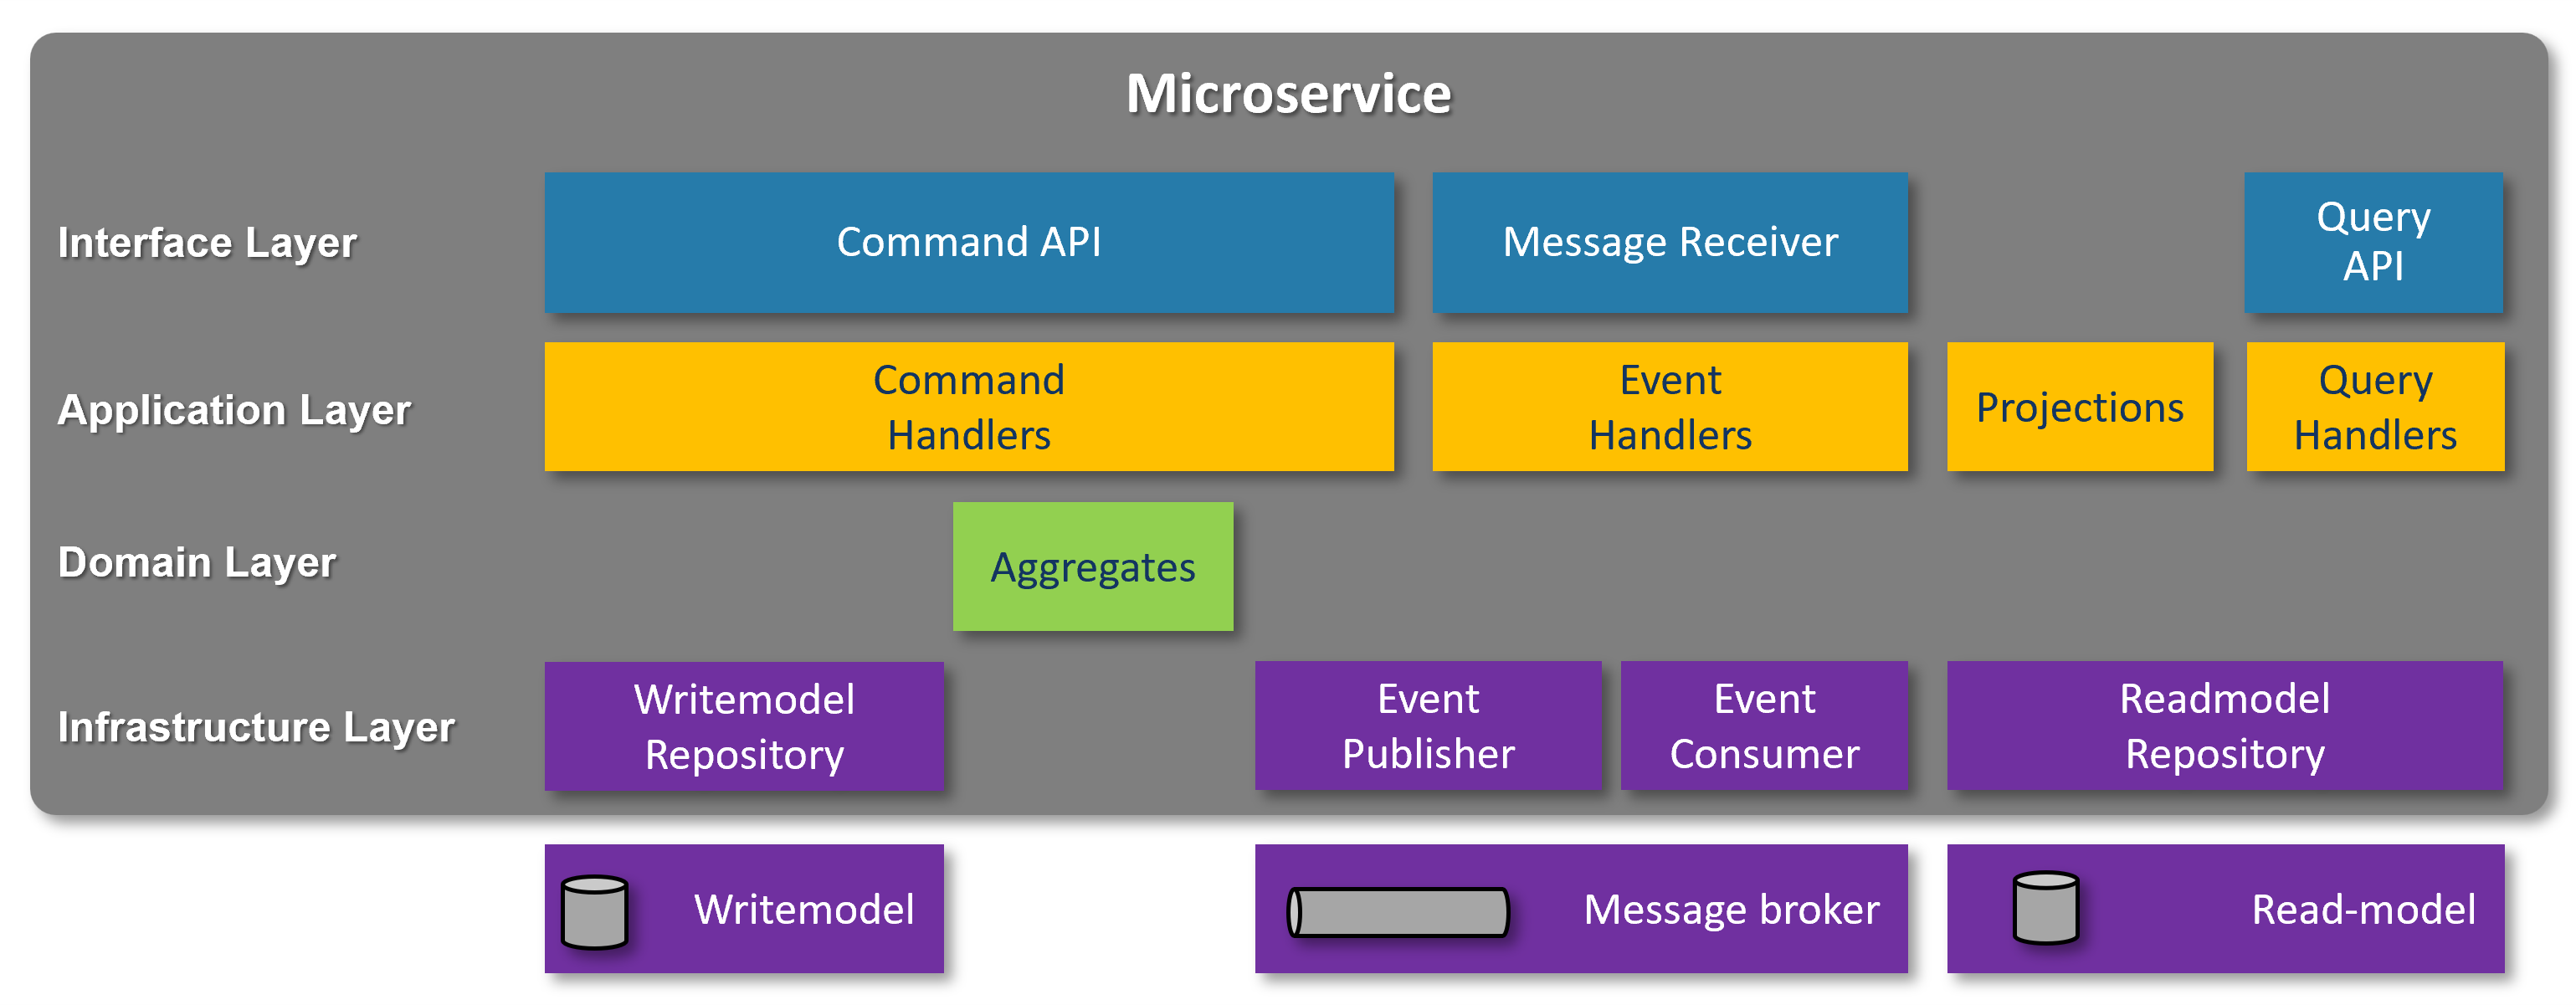 Microservice
Interface Layer
Command API
Message Receiver
Query
API
Application Layer
Command
Handlers
Event
Handlers
Projections
Query
Handlers
Domain Layer
Aggregates
Infrastructure Layer
Writemodel
Repository
Event
Publisher
Event
Consumer
Readmodel
Repository
Writemodel
Message broker
Read-model